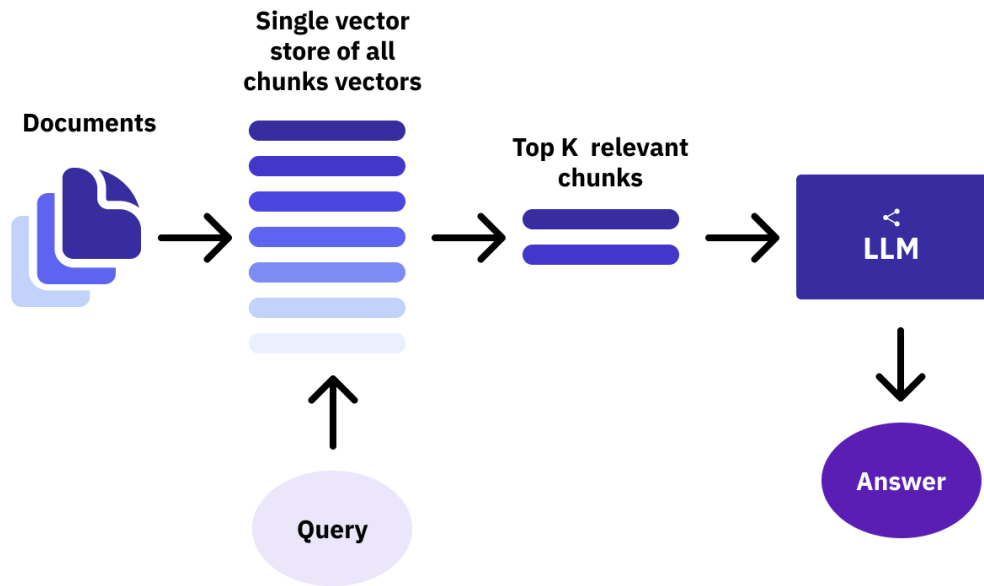 Single vector
store of all
chunks vectors
Documents
Top K relevant
chunks
LLM
Answer
Query